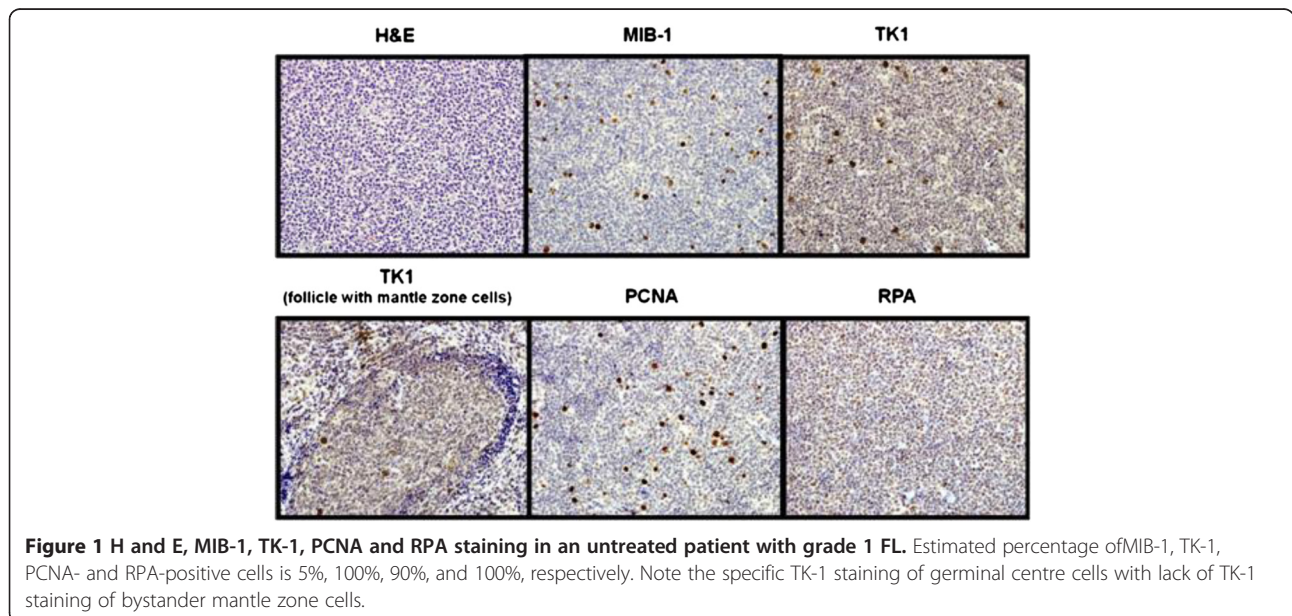 H&E
MIB-1
TK1
TK1
(follicle with mantle zone cells)
PCNA
RPA
Figure 1 H and E, MIB-1, TK-1, PCNA and RPA staining in an untreated patient with grade 1 FL. Estimated percentage ofMIB-1, TK-1,
PCNA- and RPA-positive cells is 5%, 100%, 90%, and 100%, respectively. Note the specific TK-1 staining of germinal centre cells with lack of TK-1
staining of bystander mantle zone cells.